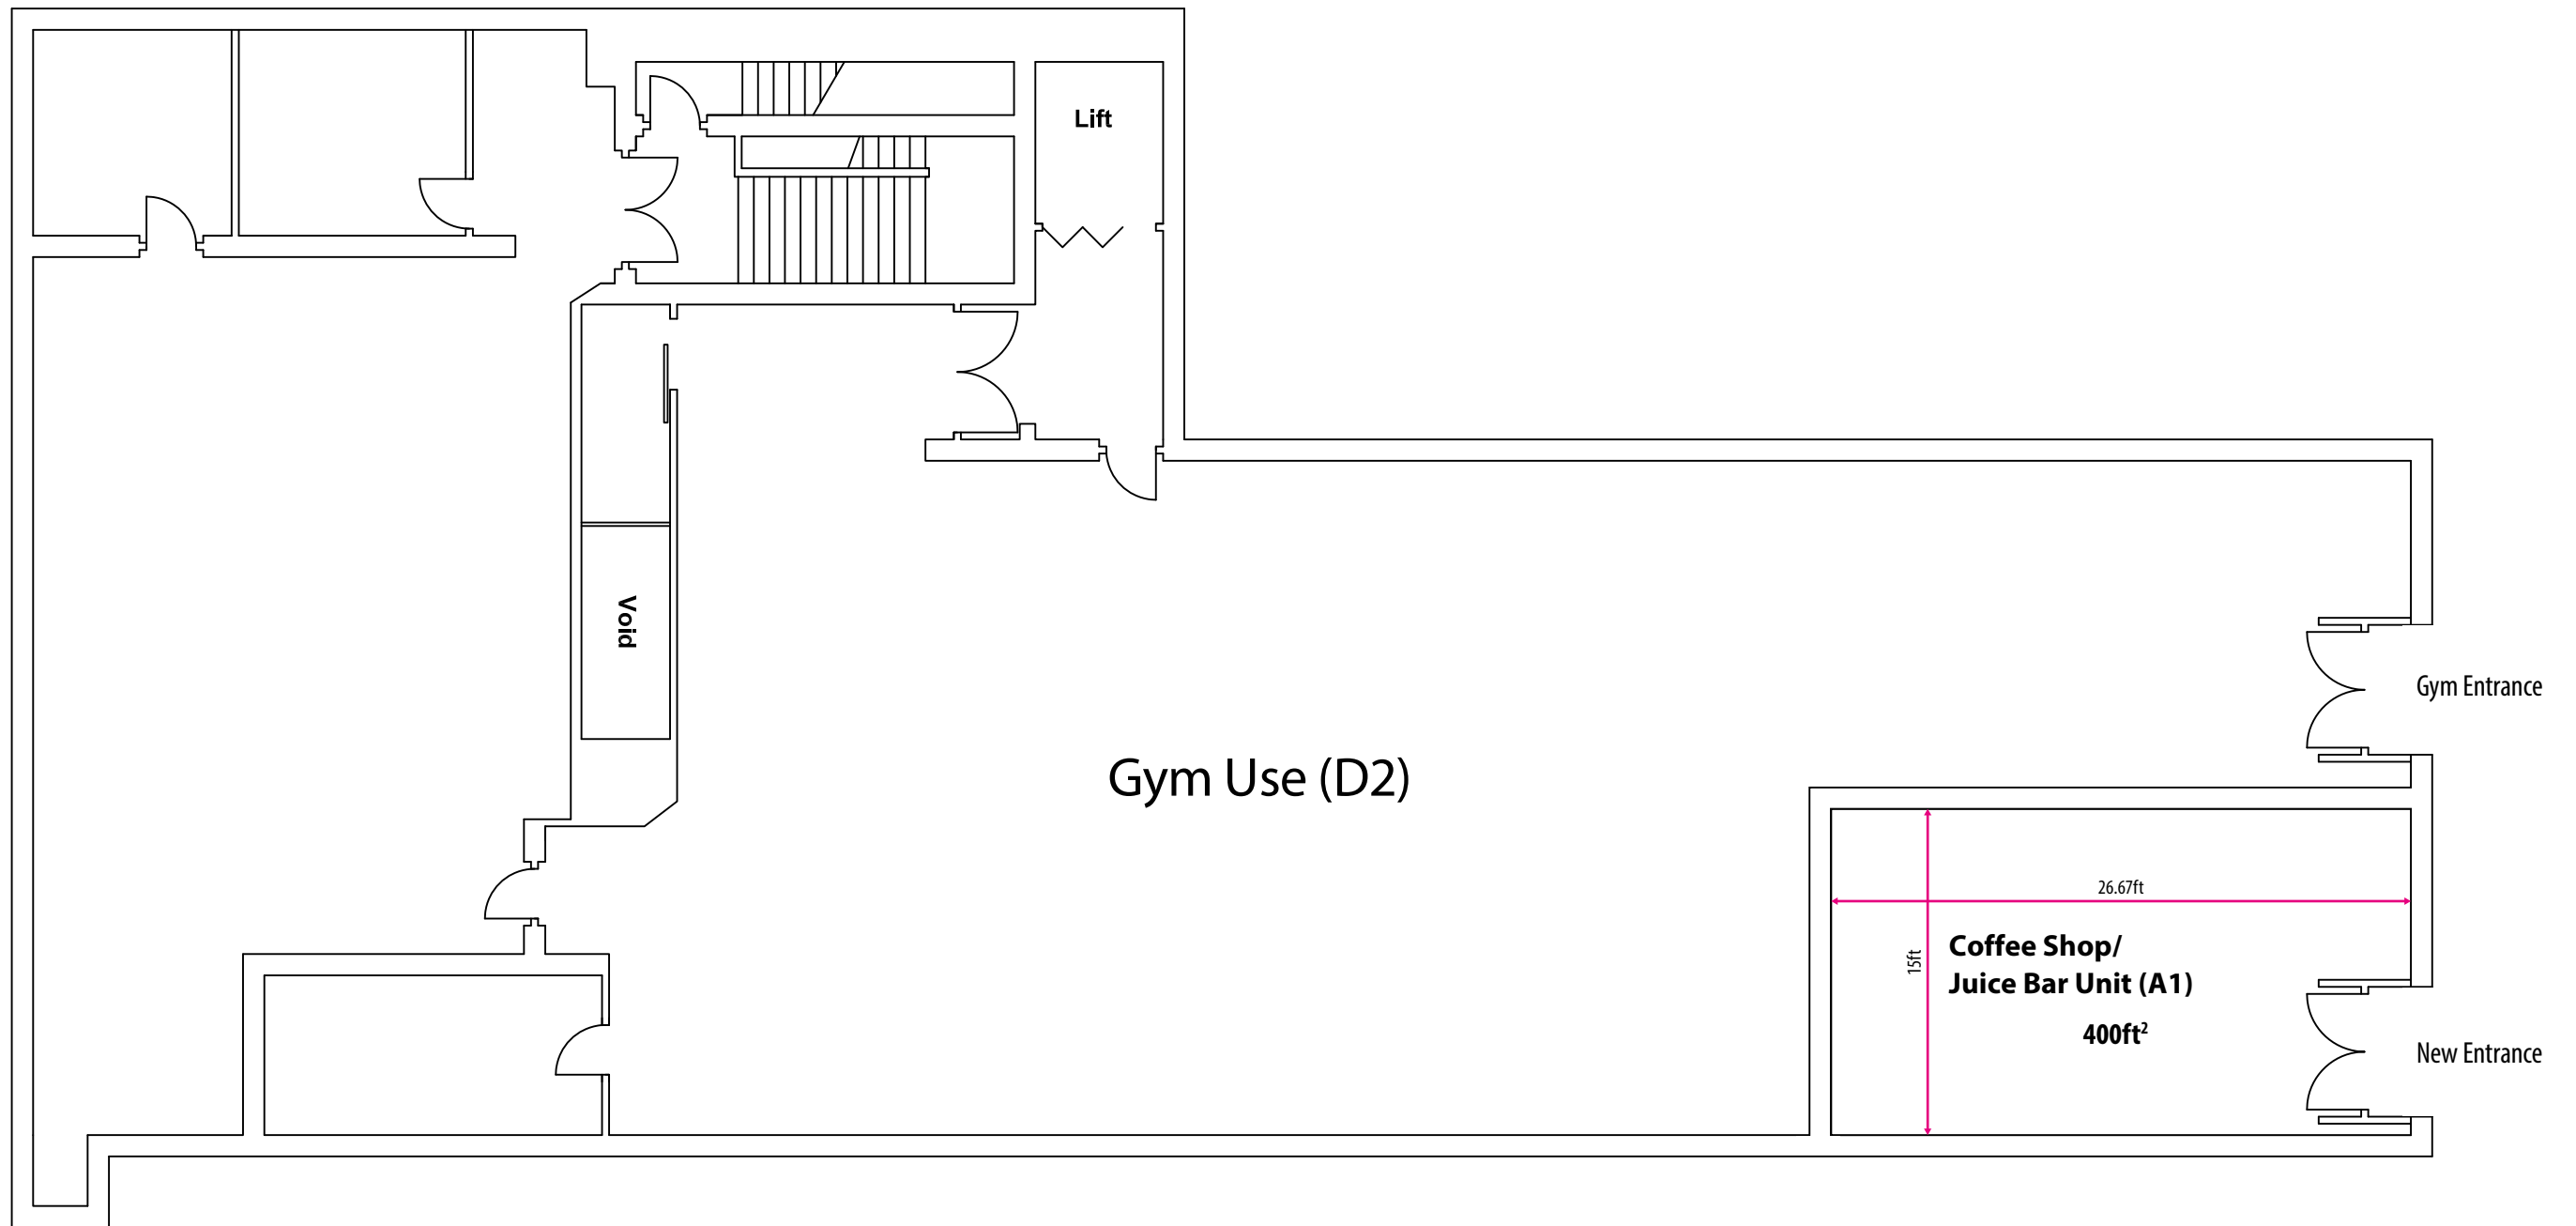 Lift
Void
Gym Entrance
Gym Use (D2)
26.67ft
15ft
Coffee Shop/
Juice Bar Unit (A1)
400ft²
New Entrance